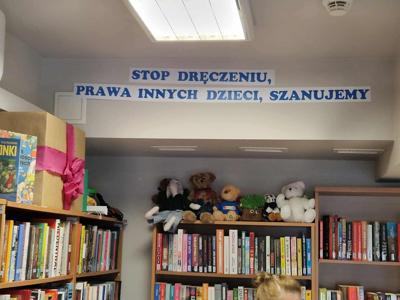 STOP DRĘCZENIU,
PRAWA INNYCH DZIECI, SZANUJEMY